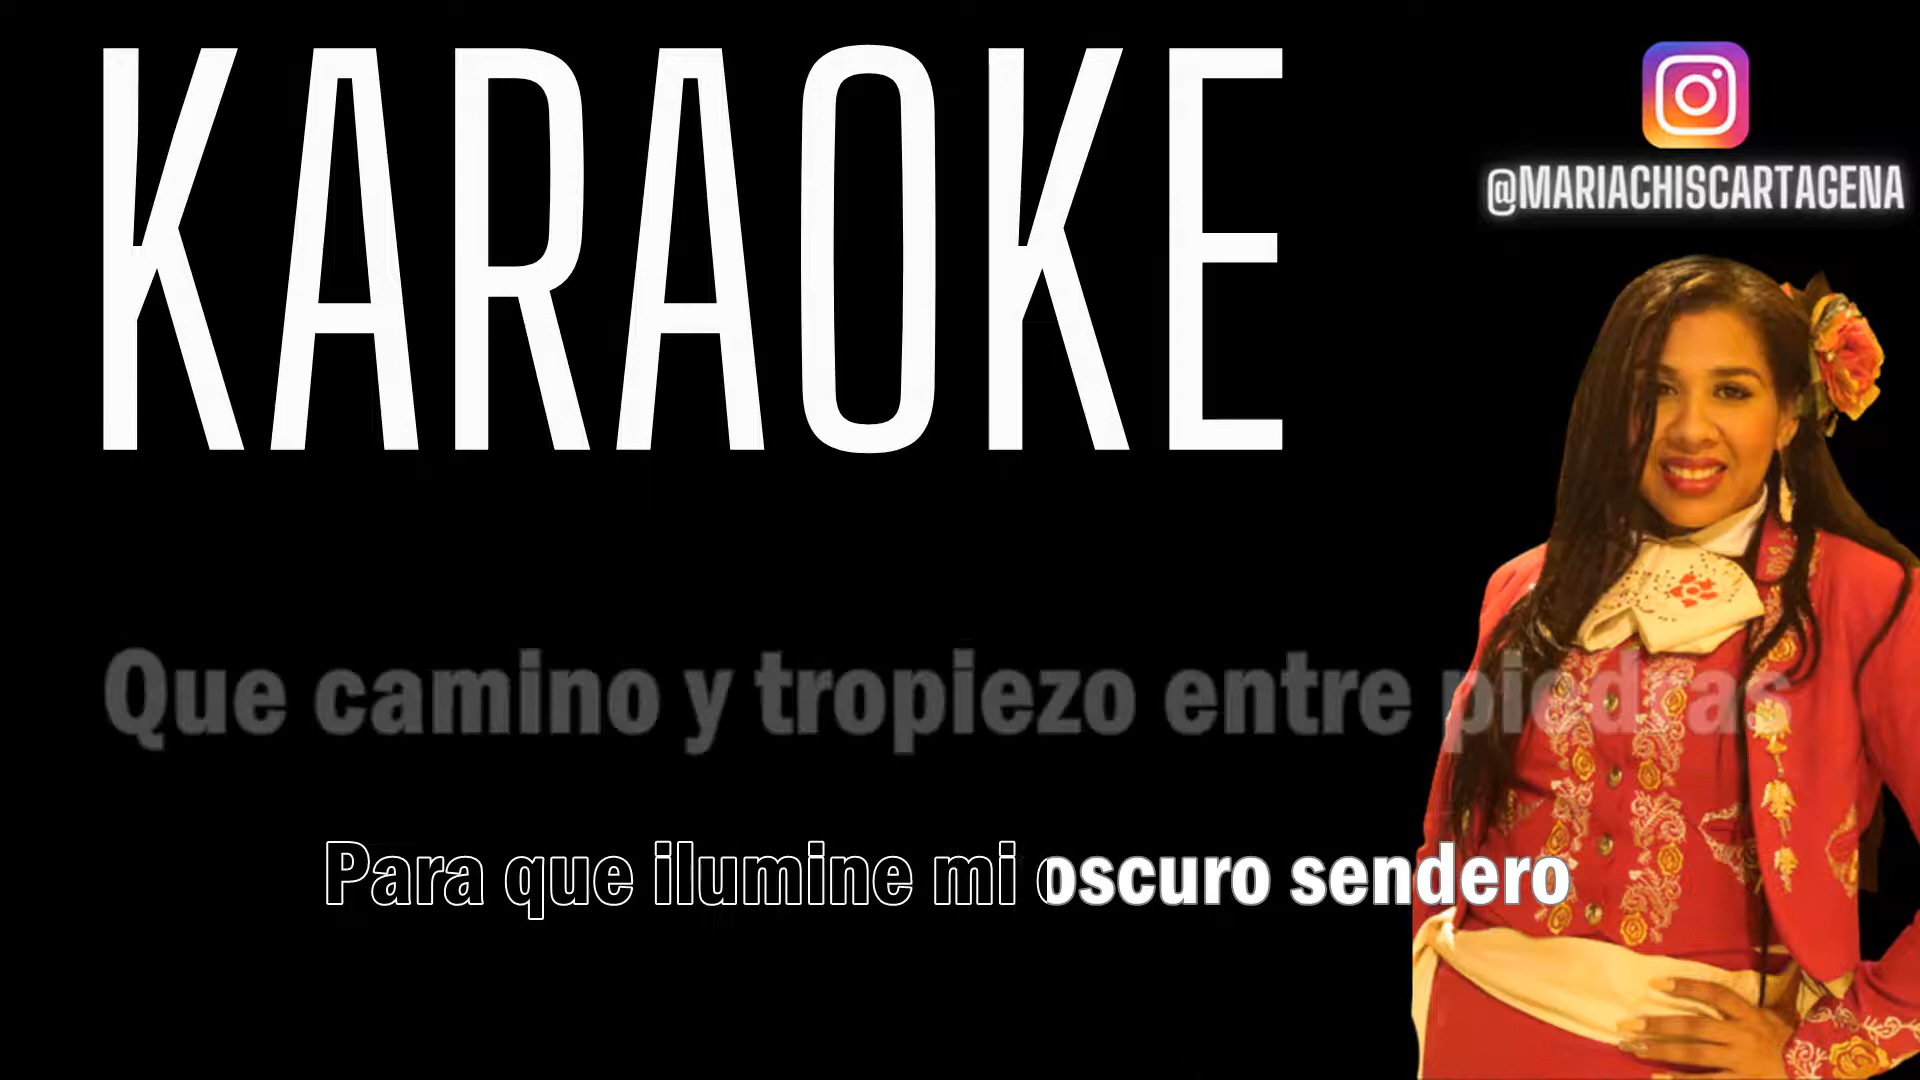 KARAOKE
@MARIACHISCARTAGENA
Que camino y tropiezo entre piedras
Para que ilumine mi oscuro sendero